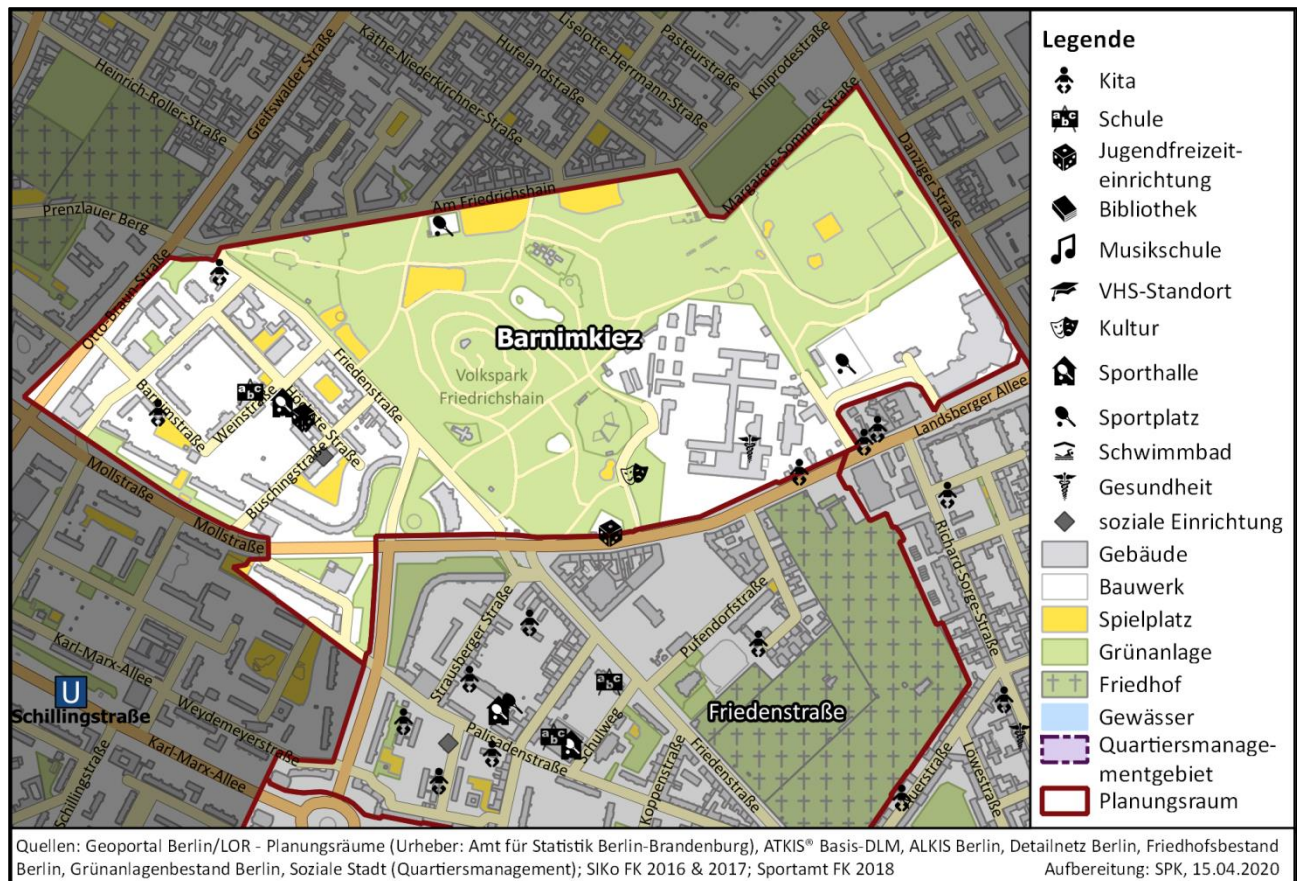 Heinrich-Roller-Straße
Greifswalder Straße
Käthe-Niederkirchner-Straße
Hufelandstraße
Liselotte-Herrmann-Straße
Pasteurstraße
Kniprodestraße
Margarete-Sommer-Straße
Danziger Straße
Prenzlauer Berg
Am Friedrichshain
Otto-Braun-Straße
Barnimkiez
Volkspark
Friedrichshain
Friedenstraße
Barnimstraße
Weinstraße
Höchste Straße
Büschingstraße
Landsberger Allee
Mollstraße
Mollstraße
Richard-Sorge-Straße
Strausberger Straße
Pufendorfstraße
Karl-Marx-Allee
U
Schillingstraße
Weydemeyerstraße
Karl-Marx-Allee
Schillingstraße
Palisadenstraße
Schulweg
Koppenstraße
Friedenstraße
Friedenstraße
Auerstraße
Löwestraße
Legende
Kita
abc
Schule
Jugendfreizeit-
einrichtung
Bibliothek
Musikschule
VHS-Standort
Kultur
Sporthalle
Sportplatz
Schwimmbad
Gesundheit
soziale Einrichtung
Gebäude
Bauwerk
Spielplatz
Grünanlage
Friedhof
Gewässer
Quartiersmanage-
mentgebiet
Planungsraum
Quellen: Geoportal Berlin/LOR - Planungsräume (Urheber: Amt für Statistik Berlin-Brandenburg), ATKIS® Basis-DLM, ALKIS Berlin, Detailnetz Berlin, Friedhofsbestand
Berlin, Grünanlagenbestand Berlin, Soziale Stadt (Quartiersmanagement); SIKo FK 2016 & 2017; Sportamt FK 2018 Aufbereitung: SPK, 15.04.2020